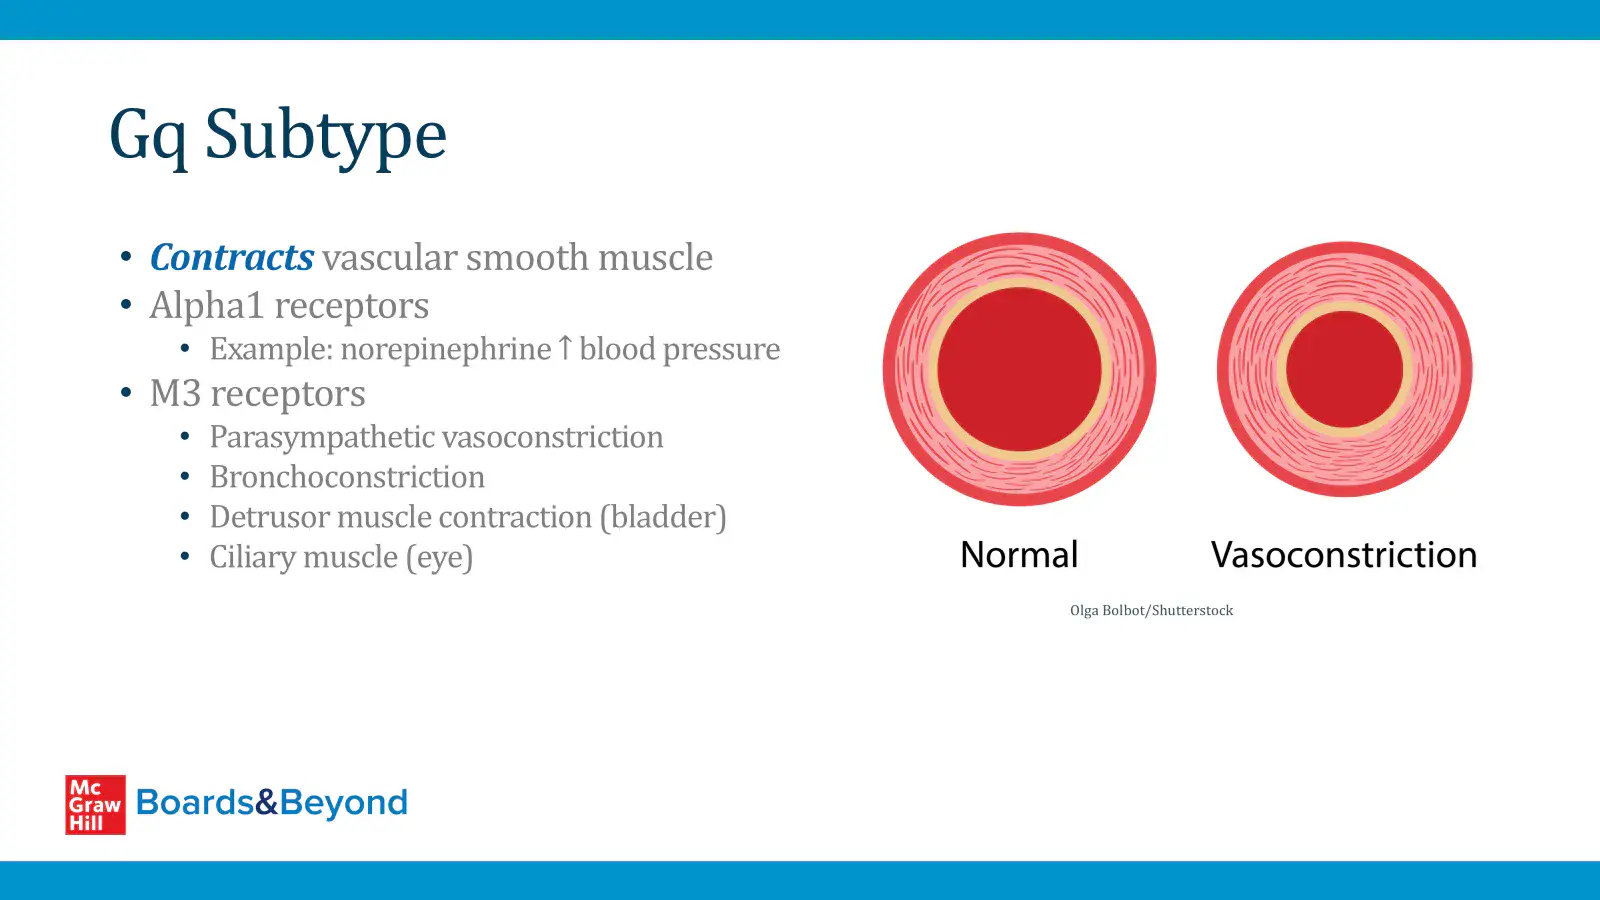 Gq Subtype
• Contracts vascular smooth muscle
• Alpha1 receptors
• Example: norepinephrine ↑ blood pressure
• M3 receptors
• Parasympathetic vasoconstriction
• Bronchoconstriction
• Detrusor muscle contraction (bladder)
• Ciliary muscle (eye)
Normal
Vasoconstriction
Olga Bolbot/Shutterstock
Mc
Graw
Hill
Boards&Beyond